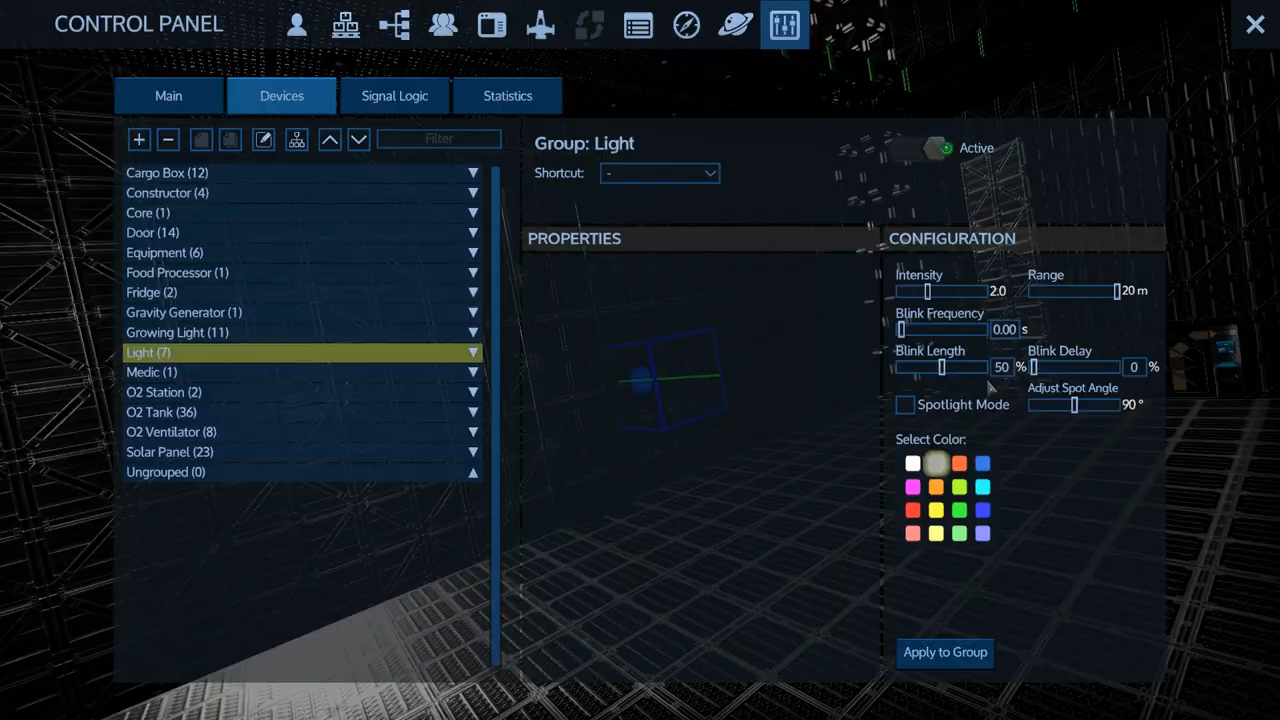 CONTROL PANEL
Main
Devices
Signal Logic
Statistics
Filter
Cargo Box (12)
Constructor (4)
Core (1)
Door (14)
Equipment (6)
Food Processor (1)
Fridge (2)
Gravity Generator (1)
Growing Light (11)
Light (7)
Medic (1)
O2 Station (2)
O2 Tank (36)
O2 Ventilator (8)
Solar Panel (23)
Ungrouped (0)
Group: Light
Active
Shortcut: -
PROPERTIES
CONFIGURATION
Intensity
2.0
Range
20 m
Blink Frequency
0.00 s
Blink Length
50 %
Blink Delay
0 %
Spotlight Mode
Adjust Spot Angle
90 °
Select Color:
Apply to Group